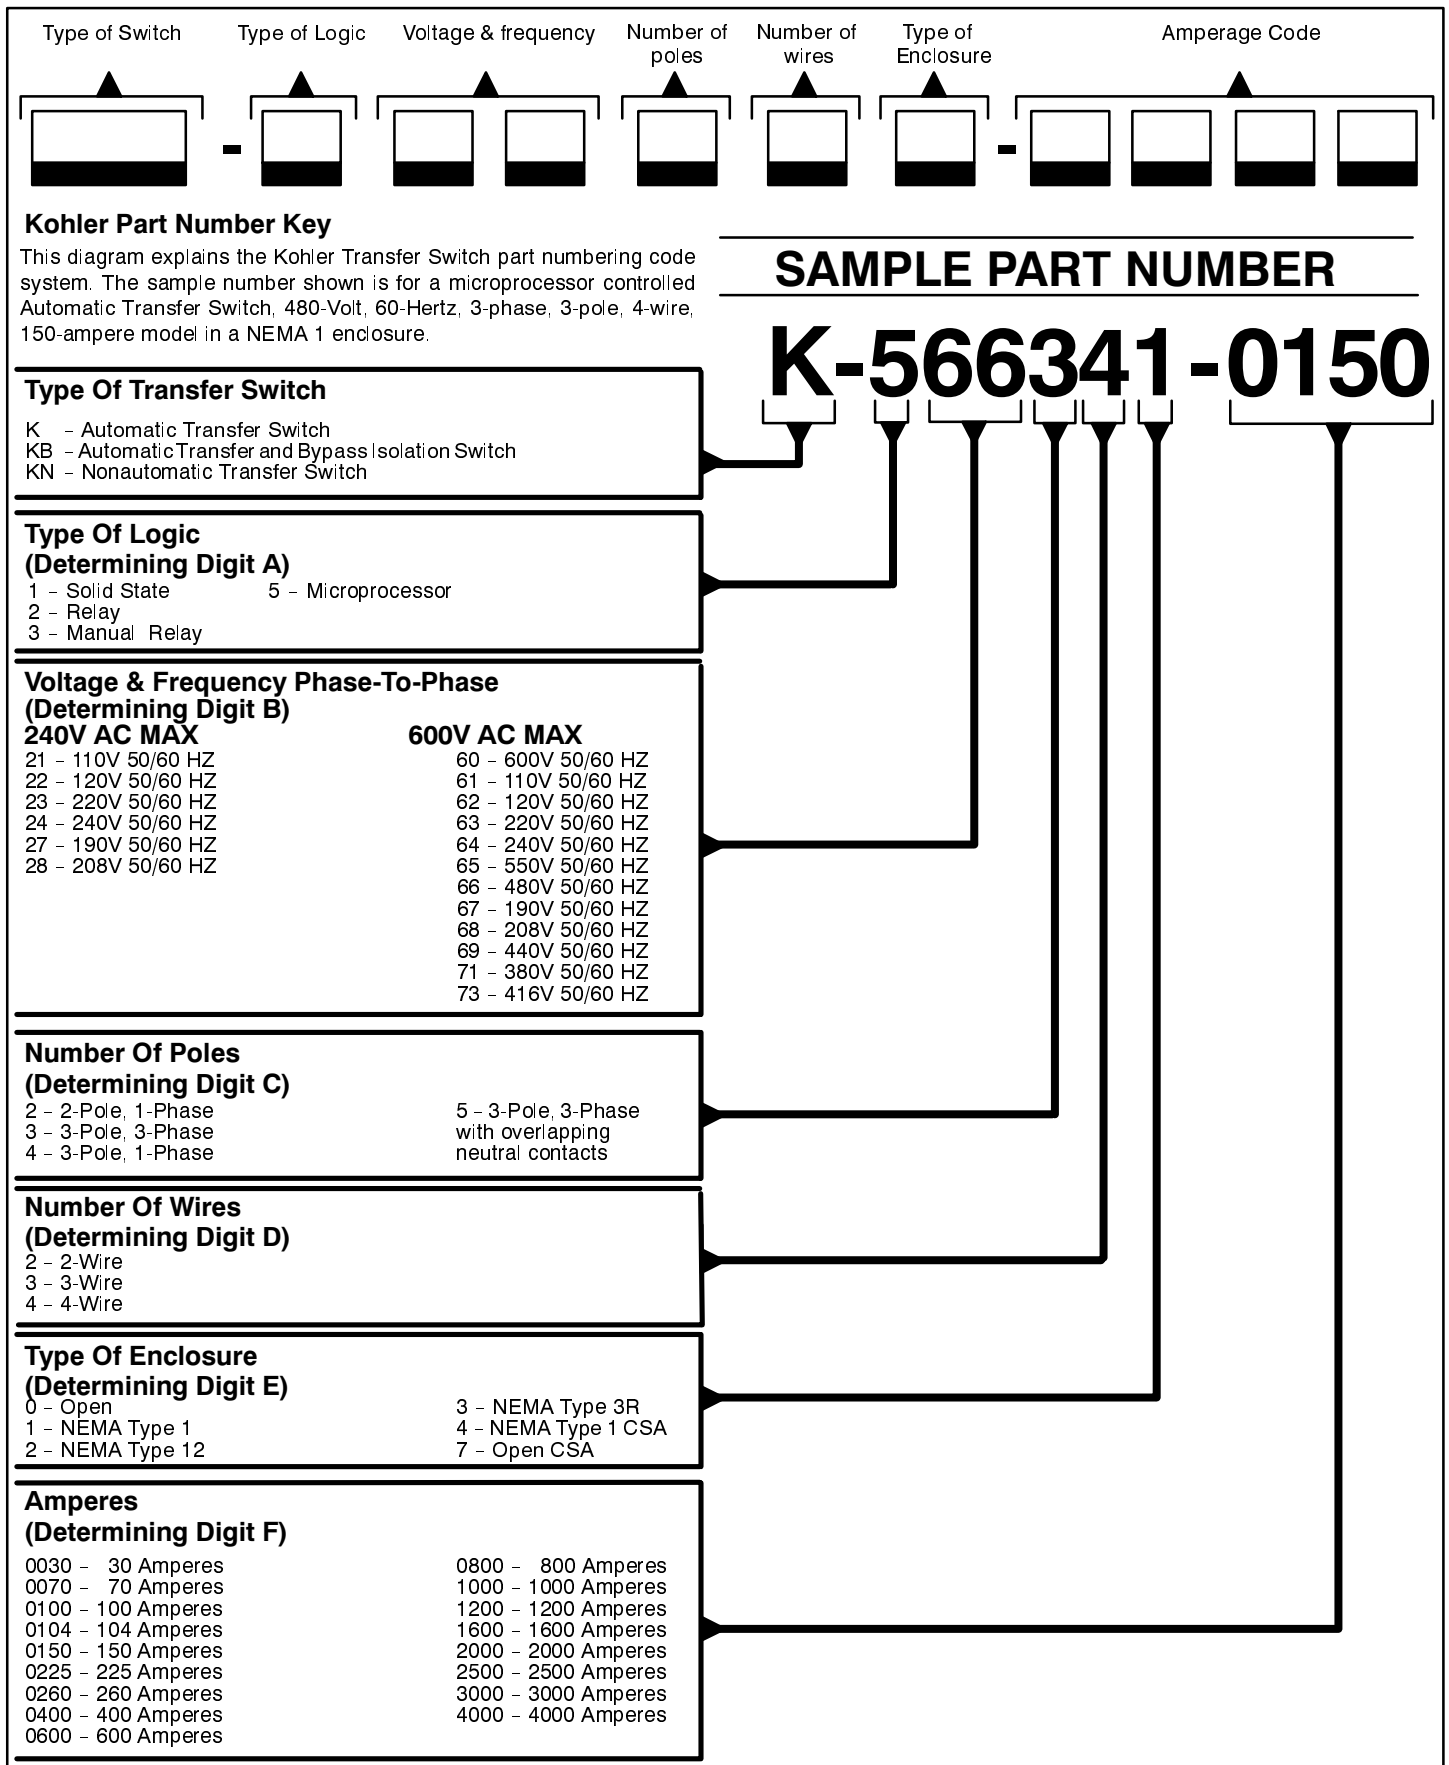 Type of Switch Type of Logic Voltage & frequency Number of poles Number of wires Type of Enclosure Amperage Code
Kohler Part Number Key
This diagram explains the Kohler Transfer Switch part numbering code
system. The sample number shown is for a microprocessor controlled
Automatic Transfer Switch, 480-Volt, 60-Hertz, 3-phase, 3-pole, 4-wire,
150-ampere model in a NEMA 1 enclosure.
SAMPLE PART NUMBER
K-566341-0150
Type Of Transfer Switch
K – Automatic Transfer Switch
KB – Automatic Transfer and Bypass Isolation Switch
KN – Nonautomatic Transfer Switch
Type Of Logic
(Determining Digit A)
1 – Solid State 5 – Microprocessor
2 – Relay
3 – Manual Relay
Voltage & Frequency Phase-To-Phase
(Determining Digit B)
240V AC MAX
21 – 110V 50/60 HZ
22 – 120V 50/60 HZ
23 – 220V 50/60 HZ
24 – 240V 50/60 HZ
27 – 190V 50/60 HZ
28 – 208V 50/60 HZ
600V AC MAX
60 – 600V 50/60 HZ
61 – 110V 50/60 HZ
62 – 120V 50/60 HZ
63 – 220V 50/60 HZ
64 – 240V 50/60 HZ
65 – 550V 50/60 HZ
66 – 480V 50/60 HZ
67 – 190V 50/60 HZ
68 – 208V 50/60 HZ
69 – 440V 50/60 HZ
71 – 380V 50/60 HZ
73 – 416V 50/60 HZ
Number Of Poles
(Determining Digit C)
2 – 2-Pole, 1-Phase
3 – 3-Pole, 3-Phase
4 – 3-Pole, 1-Phase
5 – 3-Pole, 3-Phase
with overlapping
neutral contacts
Number Of Wires
(Determining Digit D)
2 – 2-Wire
3 – 3-Wire
4 – 4-Wire
Type Of Enclosure
(Determining Digit E)
0 – Open
1 – NEMA Type 1
2 – NEMA Type 12
3 – NEMA Type 3R
4 – NEMA Type 1 CSA
7 – Open CSA
Amperes
(Determining Digit F)
0030 – 30 Amperes
0070 – 70 Amperes
0100 – 100 Amperes
0104 – 104 Amperes
0150 – 150 Amperes
0225 – 225 Amperes
0260 – 260 Amperes
0400 – 400 Amperes
0600 – 600 Amperes
0800 – 800 Amperes
1000 – 1000 Amperes
1200 – 1200 Amperes
1600 – 1600 Amperes
2000 – 2000 Amperes
2500 – 2500 Amperes
3000 – 3000 Amperes
4000 – 4000 Amperes